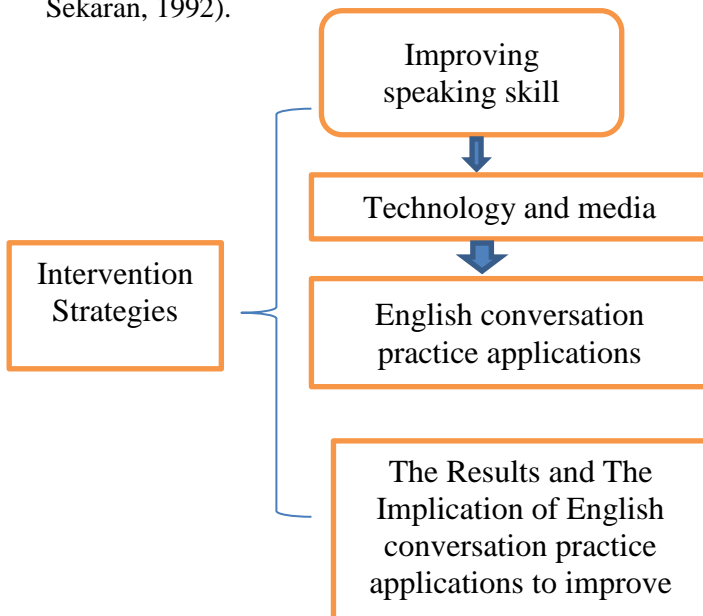 Sekaran, 1992).
Improving
speaking skill
Technology and media
Intervention
Strategies
English conversation
practice applications
The Results and The
Implication of English
conversation practice
applications to improve